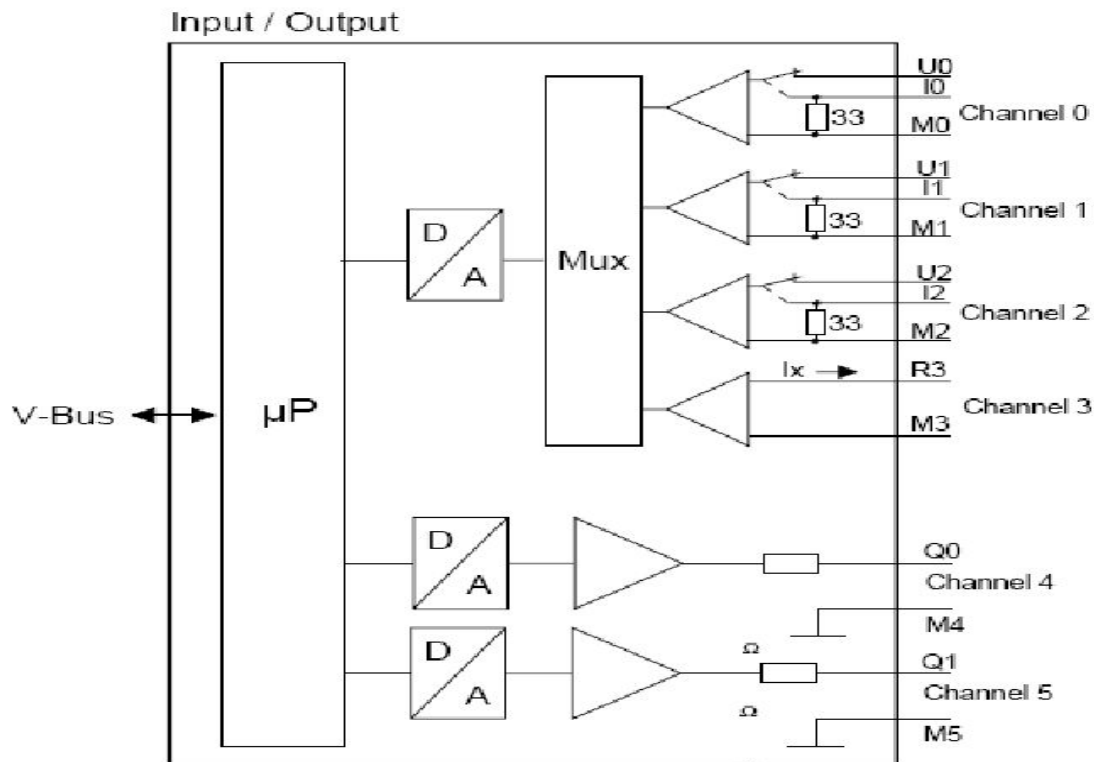 Input / Output
U0
I0
Channel 0
33
M0
U1
I1
Channel 1
33
M1
D
A
Mux
U2
I2
Channel 2
33
M2
Ix
R3
Channel 3
M3
V-Bus
µP
D
A
Q0
Channel 4
M4
D
A
Ω
Q1
Channel 5
Ω
M5